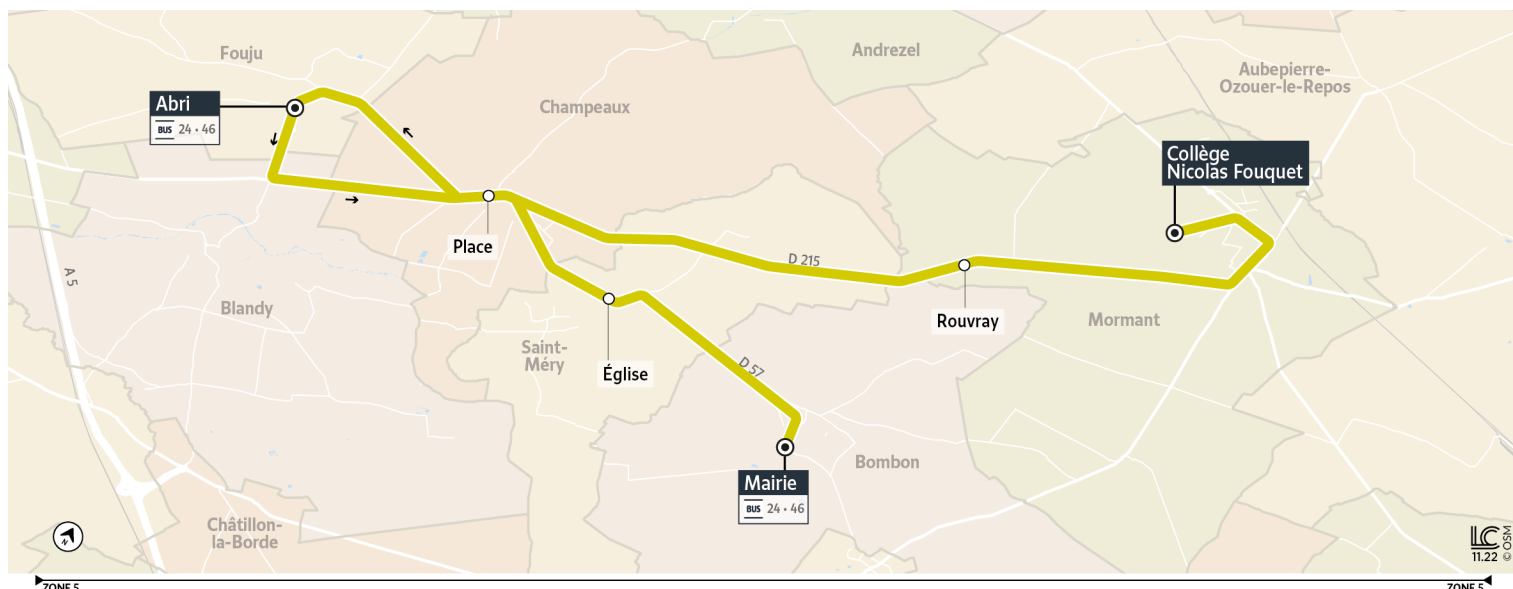 Fouju
Andrezel
Aubepierre-
Ozouer-le-Repos
Abri
BUS 24 • 46
Champeaux
Collège
Nicolas Fouquet
Place
D 215
A 5
Blandy
Rouvray
Mormant
Saint-
Méry
Église
D 57
Bombon
Mairie
BUS 24 • 46
Châtillon-
la-Borde
N
LC
11.22
© OSM
ZONE 5
ZONE 5